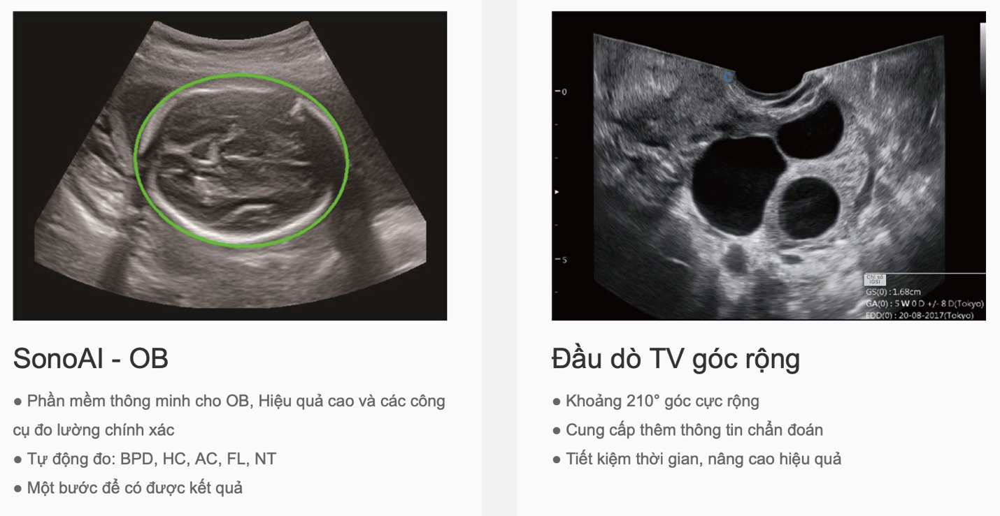 0
5
C
Chỉ số
iGSI
GS(0) : 1.68cm
GA(0) : 5 W 0 D +/- 8 D(Tokyo)
EDD(0) : 20-08-2017(Tokyo)
SonoAI - OB
● Phần mềm thông minh cho OB, Hiệu quả cao và các công
cụ đo lường chính xác
● Tự động đo: BPD, HC, AC, FL, NT
● Một bước để có được kết quả
Đầu dò TV góc rộng
● Khoảng 210° góc cực rộng
● Cung cấp thêm thông tin chẩn đoán
● Tiết kiệm thời gian, nâng cao hiệu quả